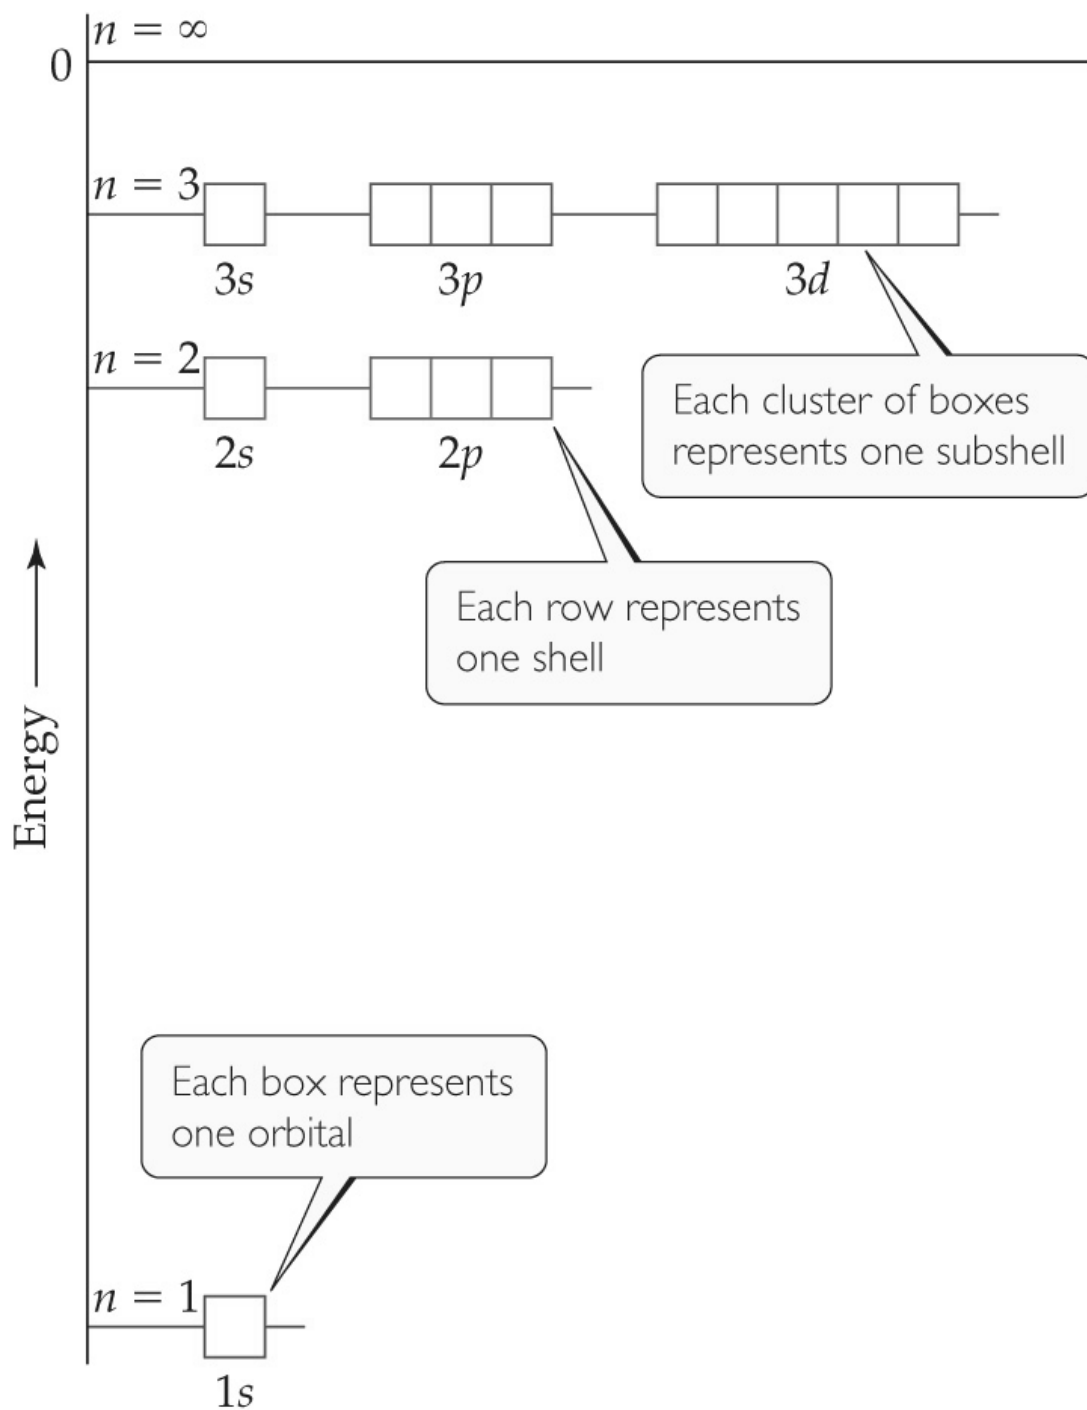 n = ∞
0
n = 3
3s 3p 3d
n = 2
2s 2p
Each cluster of boxes
represents one subshell
Each row represents
one shell
Energy
Each box represents
one orbital
n = 1
1s